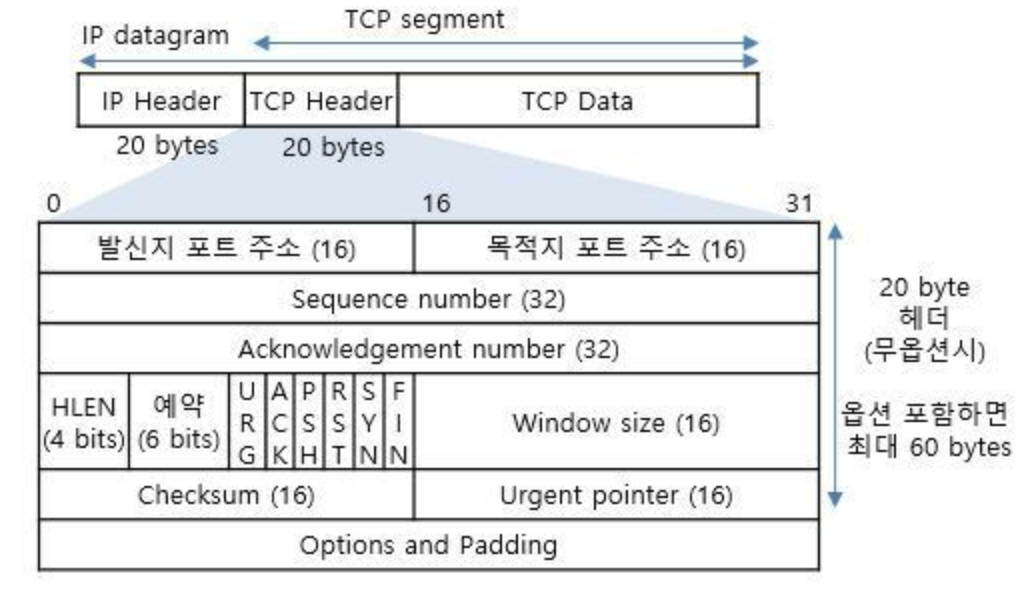 TCP segment
IP datagram
IP Header
TCP Header
TCP Data
20 bytes
20 bytes
0
16
31
발신지 포트 주소 (16)
목적지 포트 주소 (16)
Sequence number (32)
Acknowledgement number (32)
HLEN
(4 bits)
예약
(6 bits)
URG
ACK
PSH
RST
SYN
FIN
Window size (16)
Checksum (16)
Urgent pointer (16)
Options and Padding
20 byte
헤더
(무옵션시)
옵션 포함하면
최대 60 bytes